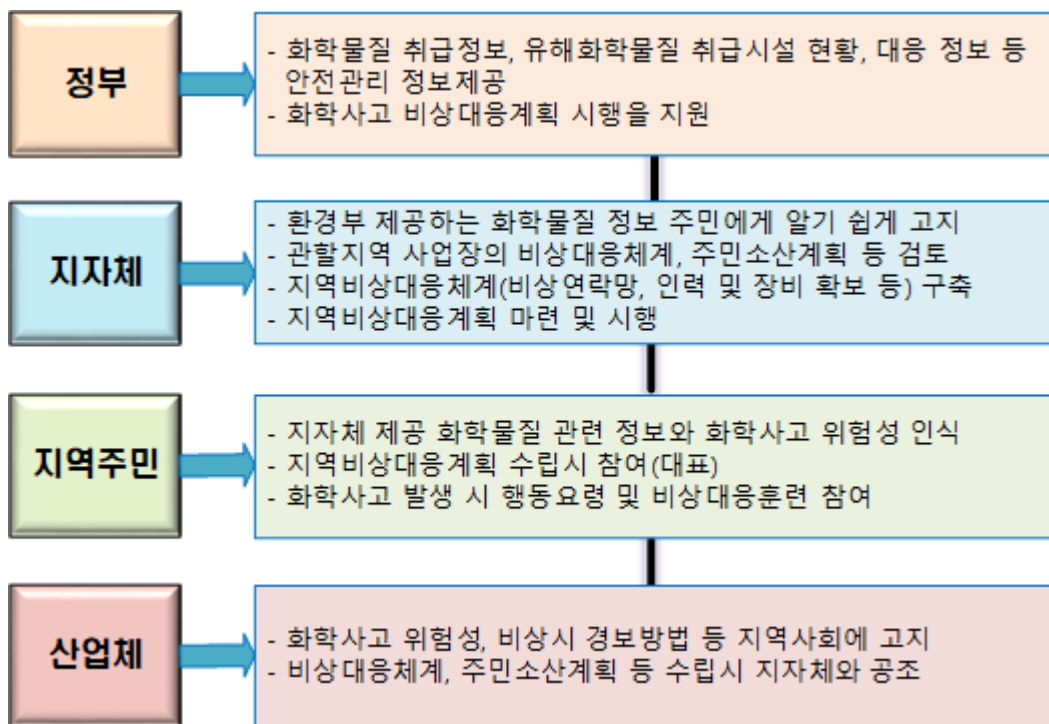 정부
- 화학물질 취급정보, 유해화학물질 취급시설 현황, 대응 정보 등
안전관리 정보제공
- 화학사고 비상대응계획 시행을 지원
지자체
- 환경부 제공하는 화학물질 정보 주민에게 알기 쉽게 고지
- 관할지역 사업장의 비상대응체계, 주민소산계획 등 검토
- 지역비상대응체계(비상연락망, 인력 및 장비 확보 등) 구축
- 지역비상대응계획 마련 및 시행
지역주민
- 지자체 제공 화학물질 관련 정보와 화학사고 위험성 인식
- 지역비상대응계획 수립시 참여(대표)
- 화학사고 발생 시 행동요령 및 비상대응훈련 참여
산업체
- 화학사고 위험성, 비상시 경보방법 등 지역사회에 고지
- 비상대응체계, 주민소산계획 등 수립시 지자체와 공조